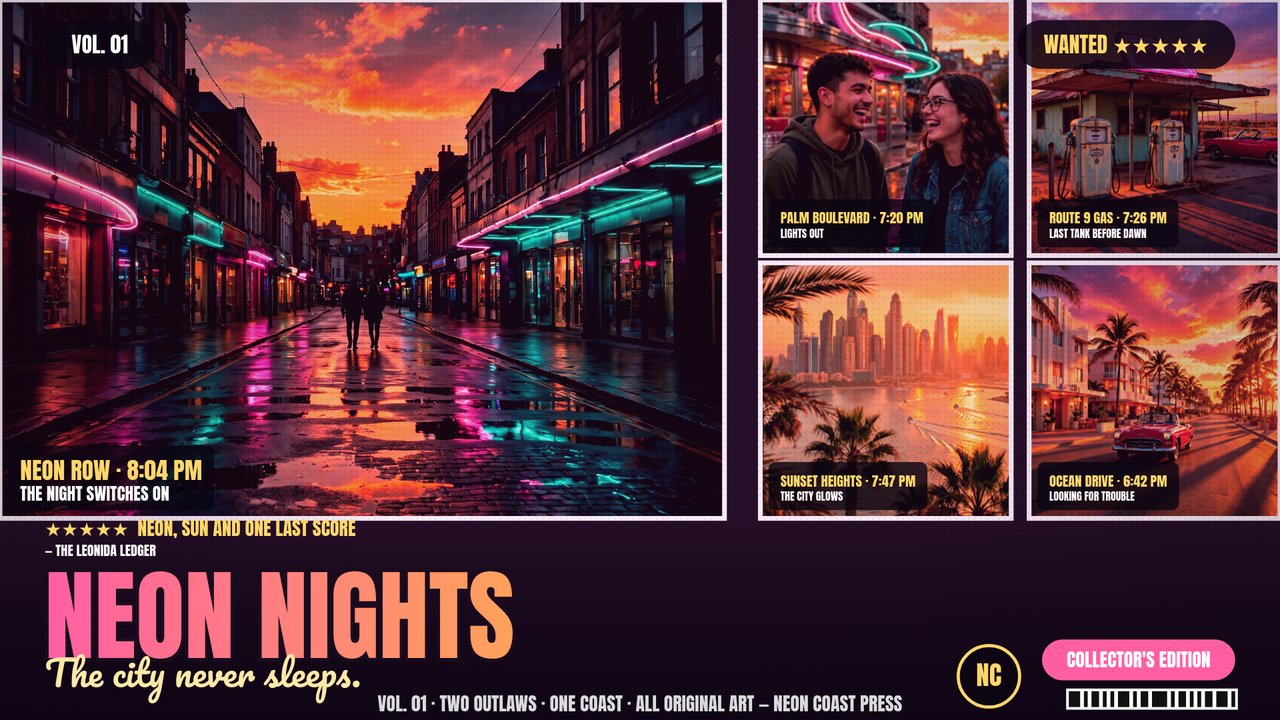 VOL. 01
WANTED ★★★★★
PALM BOULEVARD · 7:20 PM
LIGHTS OUT
ROUTE 9 GAS · 7:26 PM
LAST TANK BEFORE DAWN
NEON ROW · 8:04 PM
THE NIGHT SWITCHES ON
SUNSET HEIGHTS · 7:47 PM
THE CITY GLOWS
OCEAN DRIVE · 6:42 PM
LOOKING FOR TROUBLE
★★★★★ NEON, SUN AND ONE LAST SCORE
– THE LEONIDA LEDGER
NEON NIGHTS
The city never sleeps.
NC
COLLECTOR'S EDITION
VOL. 01 · TWO OUTLAWS · ONE COAST · ALL ORIGINAL ART – NEON COAST PRESS